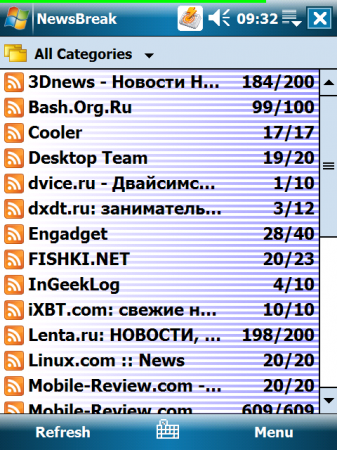 NewsBreak 09:32
All Categories
3Dnews - Новости Н... 184/200
Bash.Org.Ru 99/100
Cooler 17/17
Desktop Team 19/20
dvice.ru - Двайсимс... 1/10
dxdt.ru: заниматель... 3/12
Engadget 28/40
FISHKI.NET 20/23
InGeekLog 4/10
iXBT.com: свежие н... 10/10
Lenta.ru: НОВОСТИ, ... 198/200
Linux.com :: News 20/20
Mobile-Review.com -... 20/20
Mobile-Review.com 609/609
Refresh Menu